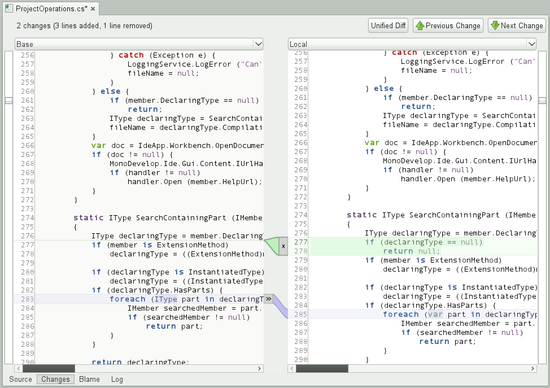 ProjectOperations.cs*
2 changes (3 lines added, 1 line removed)
Unified Diff
Previous Change
Next Change
Base
256 } catch (Exception e) {
257 LoggingService.LogError ("Can'
258 fileName = null;
259 }
260 } else {
261 if (member.DeclaringType == null)
262 return;
263 IType declaringType = SearchContai
264 fileName = declaringType.Compilati
265 }
266 var doc = IdeApp.Workbench.OpenDocumen
267 if (doc != null) {
268 MonoDevelop.Ide.Gui.Content.IUrlHa
269 if (handler != null)
270 handler.Open (member.HelpUrl);
271 }
272 }
273
274 static IType SearchContainingPart (IMembe
275 {
276 IType declaringType = member.Declaring
277 if (member is ExtensionMethod)
278 declaringType = ((ExtensionMethod)
279
280 if (declaringType is InstantiatedType)
281 declaringType = ((InstantiatedType
282 if (declaringType.HasParts) {
283 foreach (IType part in declaringTy
284 IMember searchedMember = part.
285 if (searchedMember != null)
286 return part;
287 }
288 }
289
290 return declaringType;
Local
256 } catch (Exception e) {
257 LoggingService.LogError ("Can'
258 fileName = null;
259 }
260 } else {
261 if (member.DeclaringType == null)
262 return;
263 IType declaringType = SearchContai
264 fileName = declaringType.Compilati
265 }
266 var doc = IdeApp.Workbench.OpenDocumen
267 if (doc != null) {
268 MonoDevelop.Ide.Gui.Content.IUrlHa
269 if (handler != null)
270 handler.Open (member.HelpUrl);
271 }
272 }
273
274 static IType SearchContainingPart (IMembe
275 {
276 IType declaringType = member.Declaring
277 if (declaringType == null)
278 return null;
279 if (member is ExtensionMethod)
280 declaringType = ((ExtensionMethod)
281
282 if (declaringType is InstantiatedType)
283 declaringType = ((InstantiatedType
284 if (declaringType.HasParts) {
285 foreach (var part in declaringType
286 IMember searchedMember = part.
287 if (searchedMember != null)
288 return part;
289 }
290 }
Source
Changes
Blame
Log